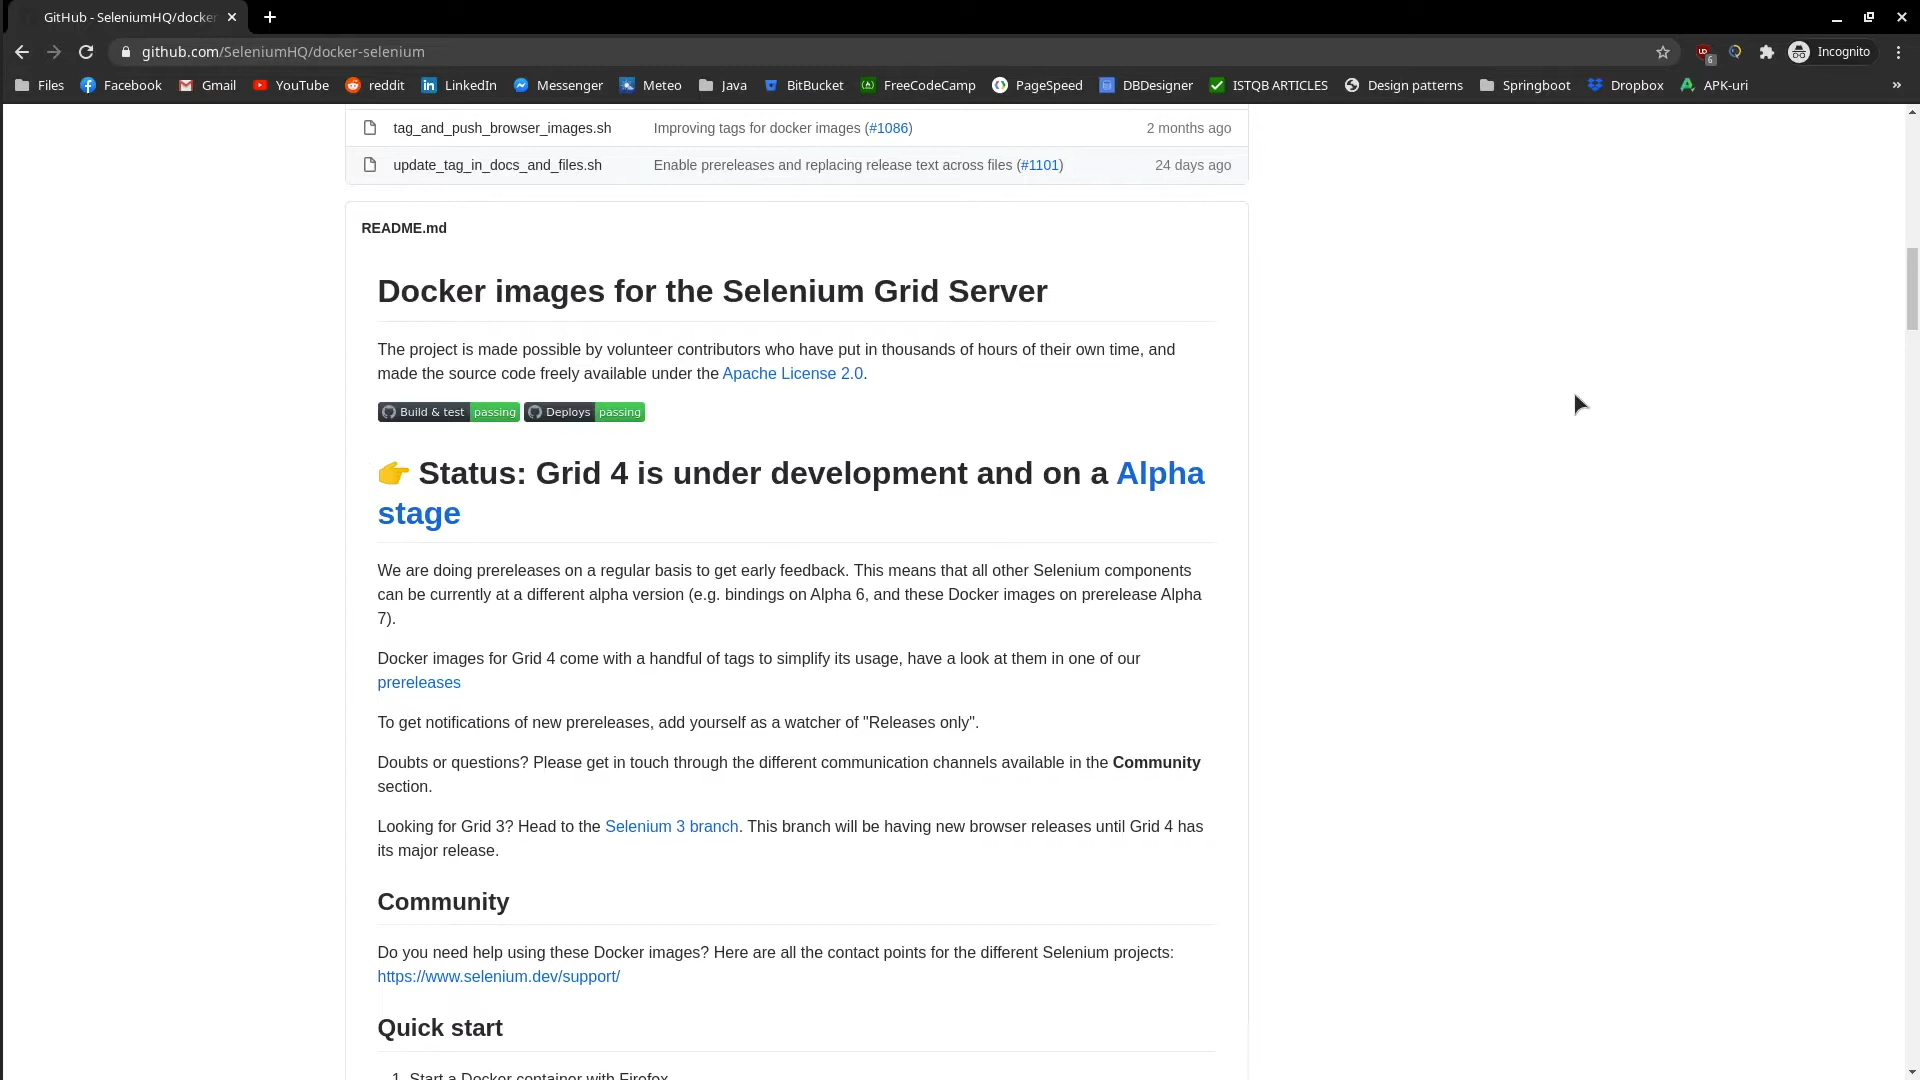 GitHub - SeleniumHQ/docker
github.com/SeleniumHQ/docker-selenium
6
Incognito
Files
Facebook
Gmail
YouTube
reddit
LinkedIn
Messenger
Meteo
Java
BitBucket
FreeCodeCamp
PageSpeed
DBDesigner
ISTQB ARTICLES
Design patterns
Springboot
Dropbox
APK-uri
»
tag_and_push_browser_images.sh Improving tags for docker images (#1086) 2 months ago
update_tag_in_docs_and_files.sh Enable prereleases and replacing release text across files (#1101) 24 days ago
README.md
Docker images for the Selenium Grid Server
The project is made possible by volunteer contributors who have put in thousands of hours of their own time, and
made the source code freely available under the Apache License 2.0.
Build & test passing Deploys passing
👉 Status: Grid 4 is under development and on a Alpha
stage
We are doing prereleases on a regular basis to get early feedback. This means that all other Selenium components
can be currently at a different alpha version (e.g. bindings on Alpha 6, and these Docker images on prerelease Alpha
7).
Docker images for Grid 4 come with a handful of tags to simplify its usage, have a look at them in one of our
prereleases
To get notifications of new prereleases, add yourself as a watcher of "Releases only".
Doubts or questions? Please get in touch through the different communication channels available in the Community
section.
Looking for Grid 3? Head to the Selenium 3 branch. This branch will be having new browser releases until Grid 4 has
its major release.
Community
Do you need help using these Docker images? Here are all the contact points for the different Selenium projects:
https://www.selenium.dev/support/
Quick start
1. Start a Docker container with Firefox